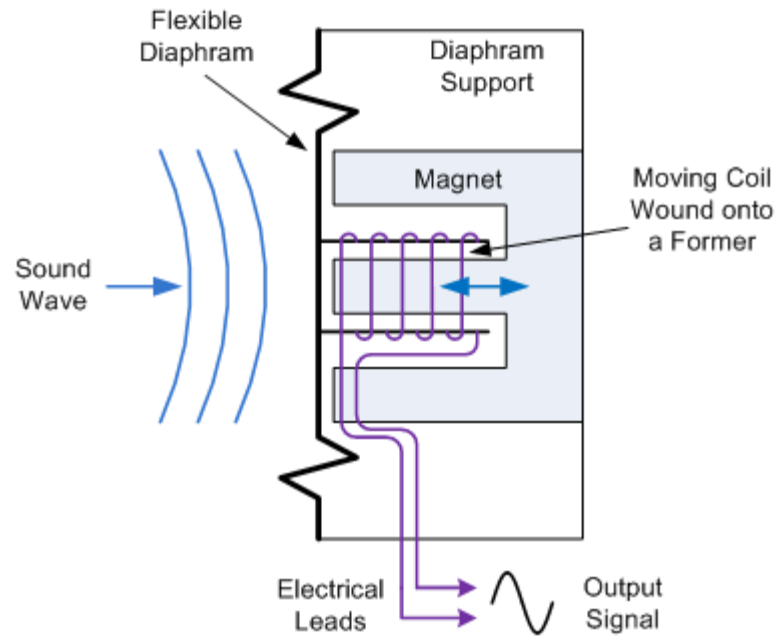 Flexible
Diaphram
Diaphram
Support
Magnet
Moving Coil
Wound onto
a Former
Sound
Wave
Electrical
Leads
Output
Signal